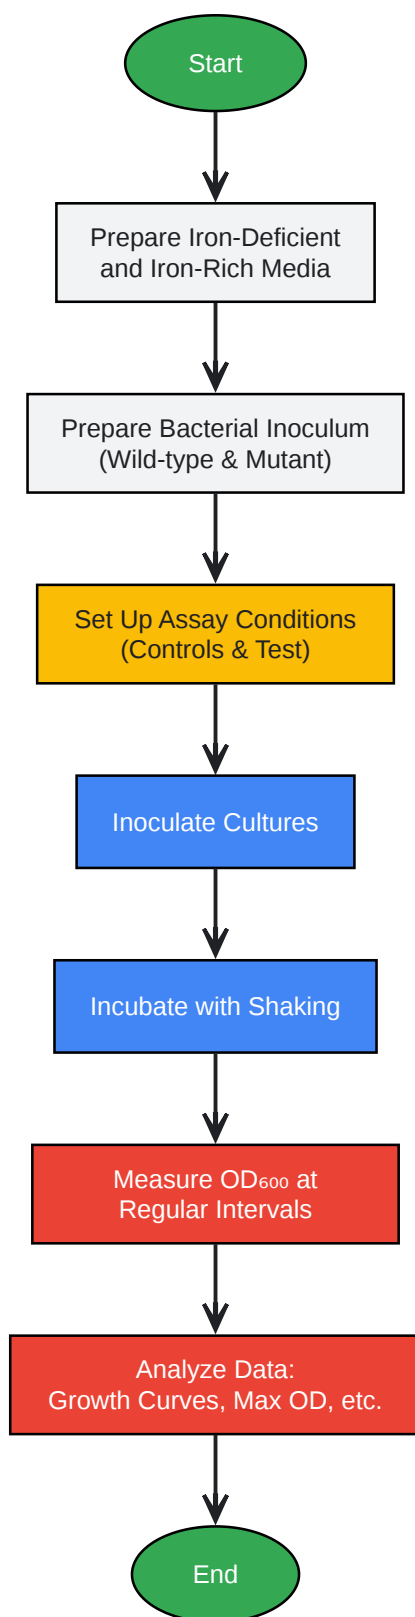 Start
Prepare Iron-Deficient
and Iron-Rich Media
Prepare Bacterial Inoculum
(Wild-type & Mutant)
Set Up Assay Conditions
(Controls & Test)
Inoculate Cultures
Incubate with Shaking
Measure OD₆₀₀ at
Regular Intervals
Analyze Data:
Growth Curves, Max OD, etc.
End